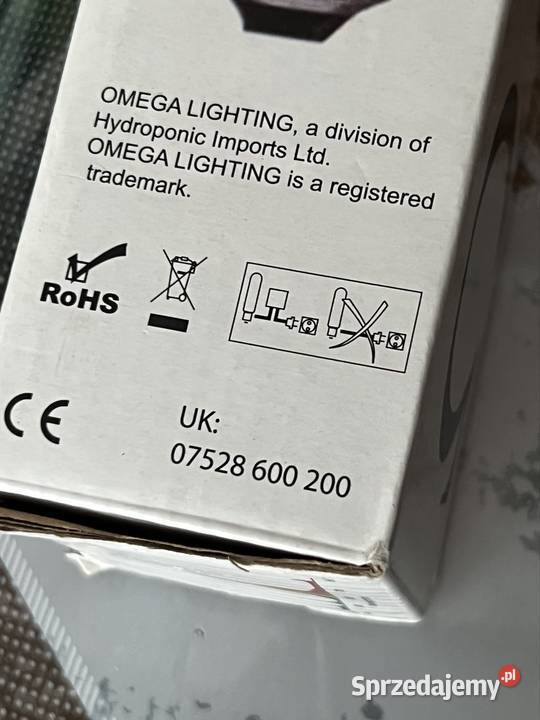 OMEGA LIGHTING, a division of
Hydroponic Imports Ltd.
OMEGA LIGHTING is a registered
trademark.
RoHS
CE
UK:
07528 600 200
Sprzedajemy.pl